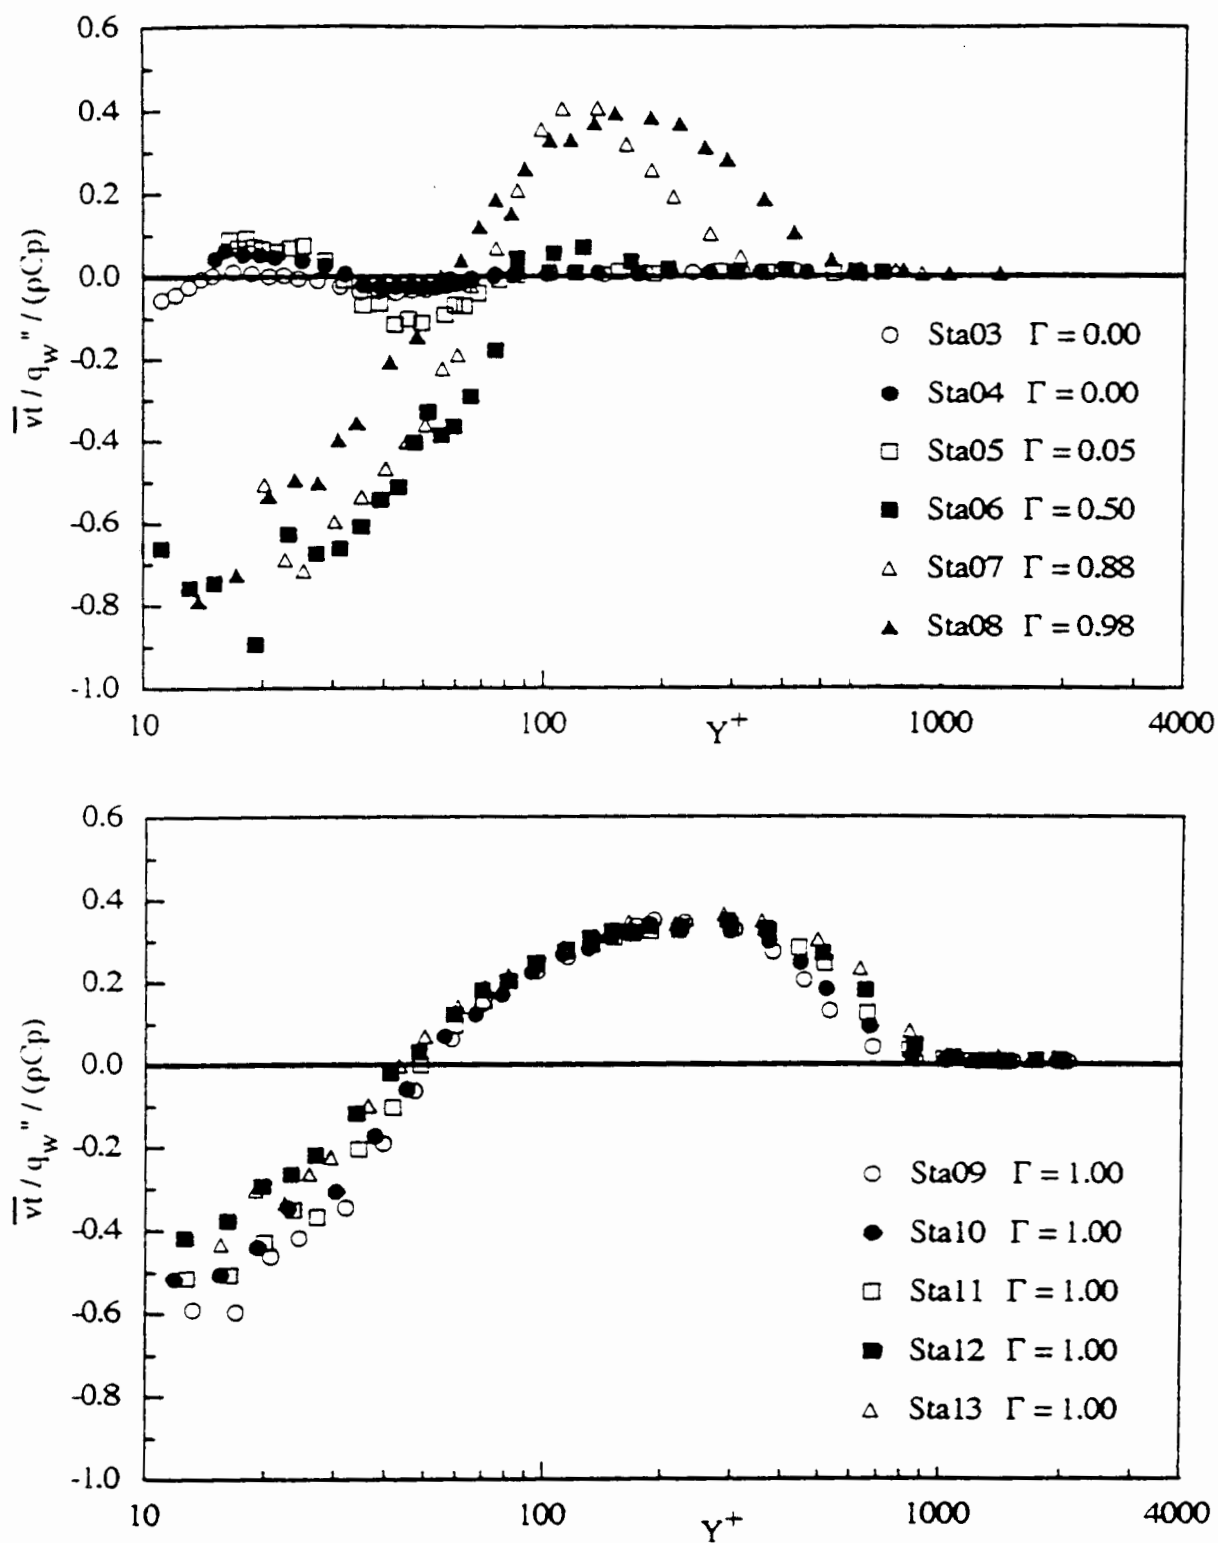 0.6
0.4
0.2
0.0
-0.2
-0.4
-0.6
-0.8
-1.0
vt / q_w" / (ρCp)
Sta03 Γ = 0.00
Sta04 Γ = 0.00
Sta05 Γ = 0.05
Sta06 Γ = 0.50
Sta07 Γ = 0.88
Sta08 Γ = 0.98
10 100 1000 4000
Y+
0.6
0.4
0.2
0.0
-0.2
-0.4
-0.6
-0.8
-1.0
vt / q_w" / (ρCp)
Sta09 Γ = 1.00
Sta10 Γ = 1.00
Sta11 Γ = 1.00
Sta12 Γ = 1.00
Sta13 Γ = 1.00
10 100 1000 4000
Y+